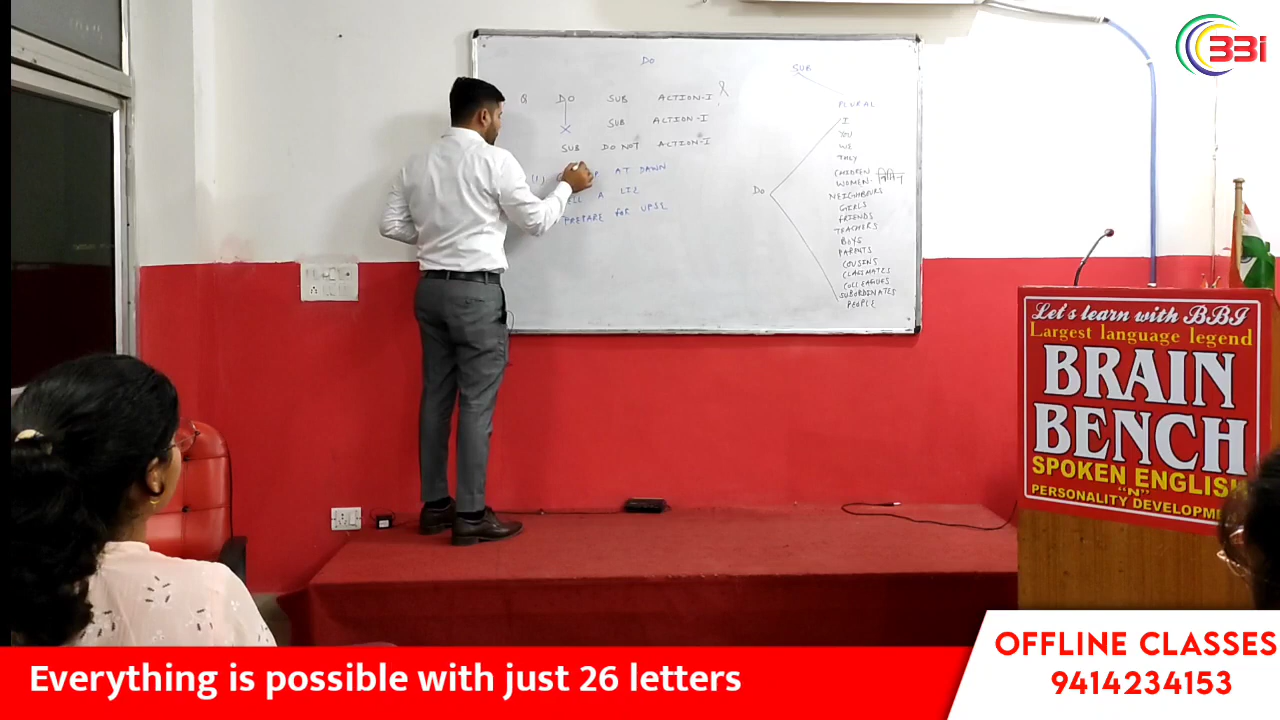 DO
Q DO SUB ACTION-I ?
X SUB ACTION-I
SUB DO NOT ACTION-I
(1.) AT DAWN
A LIE
PREPARE for UPSC
SUB
PLURAL
I
YOU
WE
THEY
CHIDREN
WOMEN
NEIGHBOURS
GIRLS
FRIENDS
TEACHERS
BOYS
PARENTS
COUSINS
CLASSMATES
COLLEAGUES
SUBORDINATES
PEOPLE
DO
BBi
Let's learn with BBI
Largest language legend
BRAIN
BENCH
SPOKEN ENGLISH
"N"
PERSONALITY DEVELOPM
Everything is possible with just 26 letters
OFFLINE CLASSES
9414234153